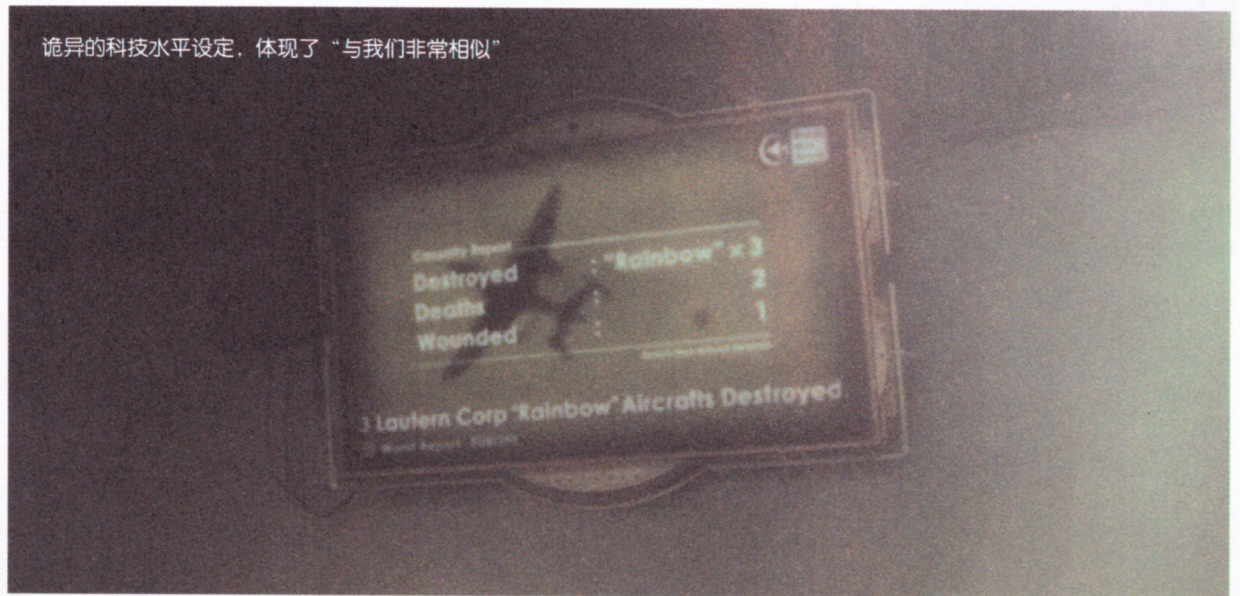 诡异的科技水平设定，体现了“与我们非常相似”
Casualty Report
Destroyed : "Rainbow" x 3
Deaths : 2
Wounded : 1
3 Lautern Corp "Rainbow" Aircrafts Destroyed
World Report